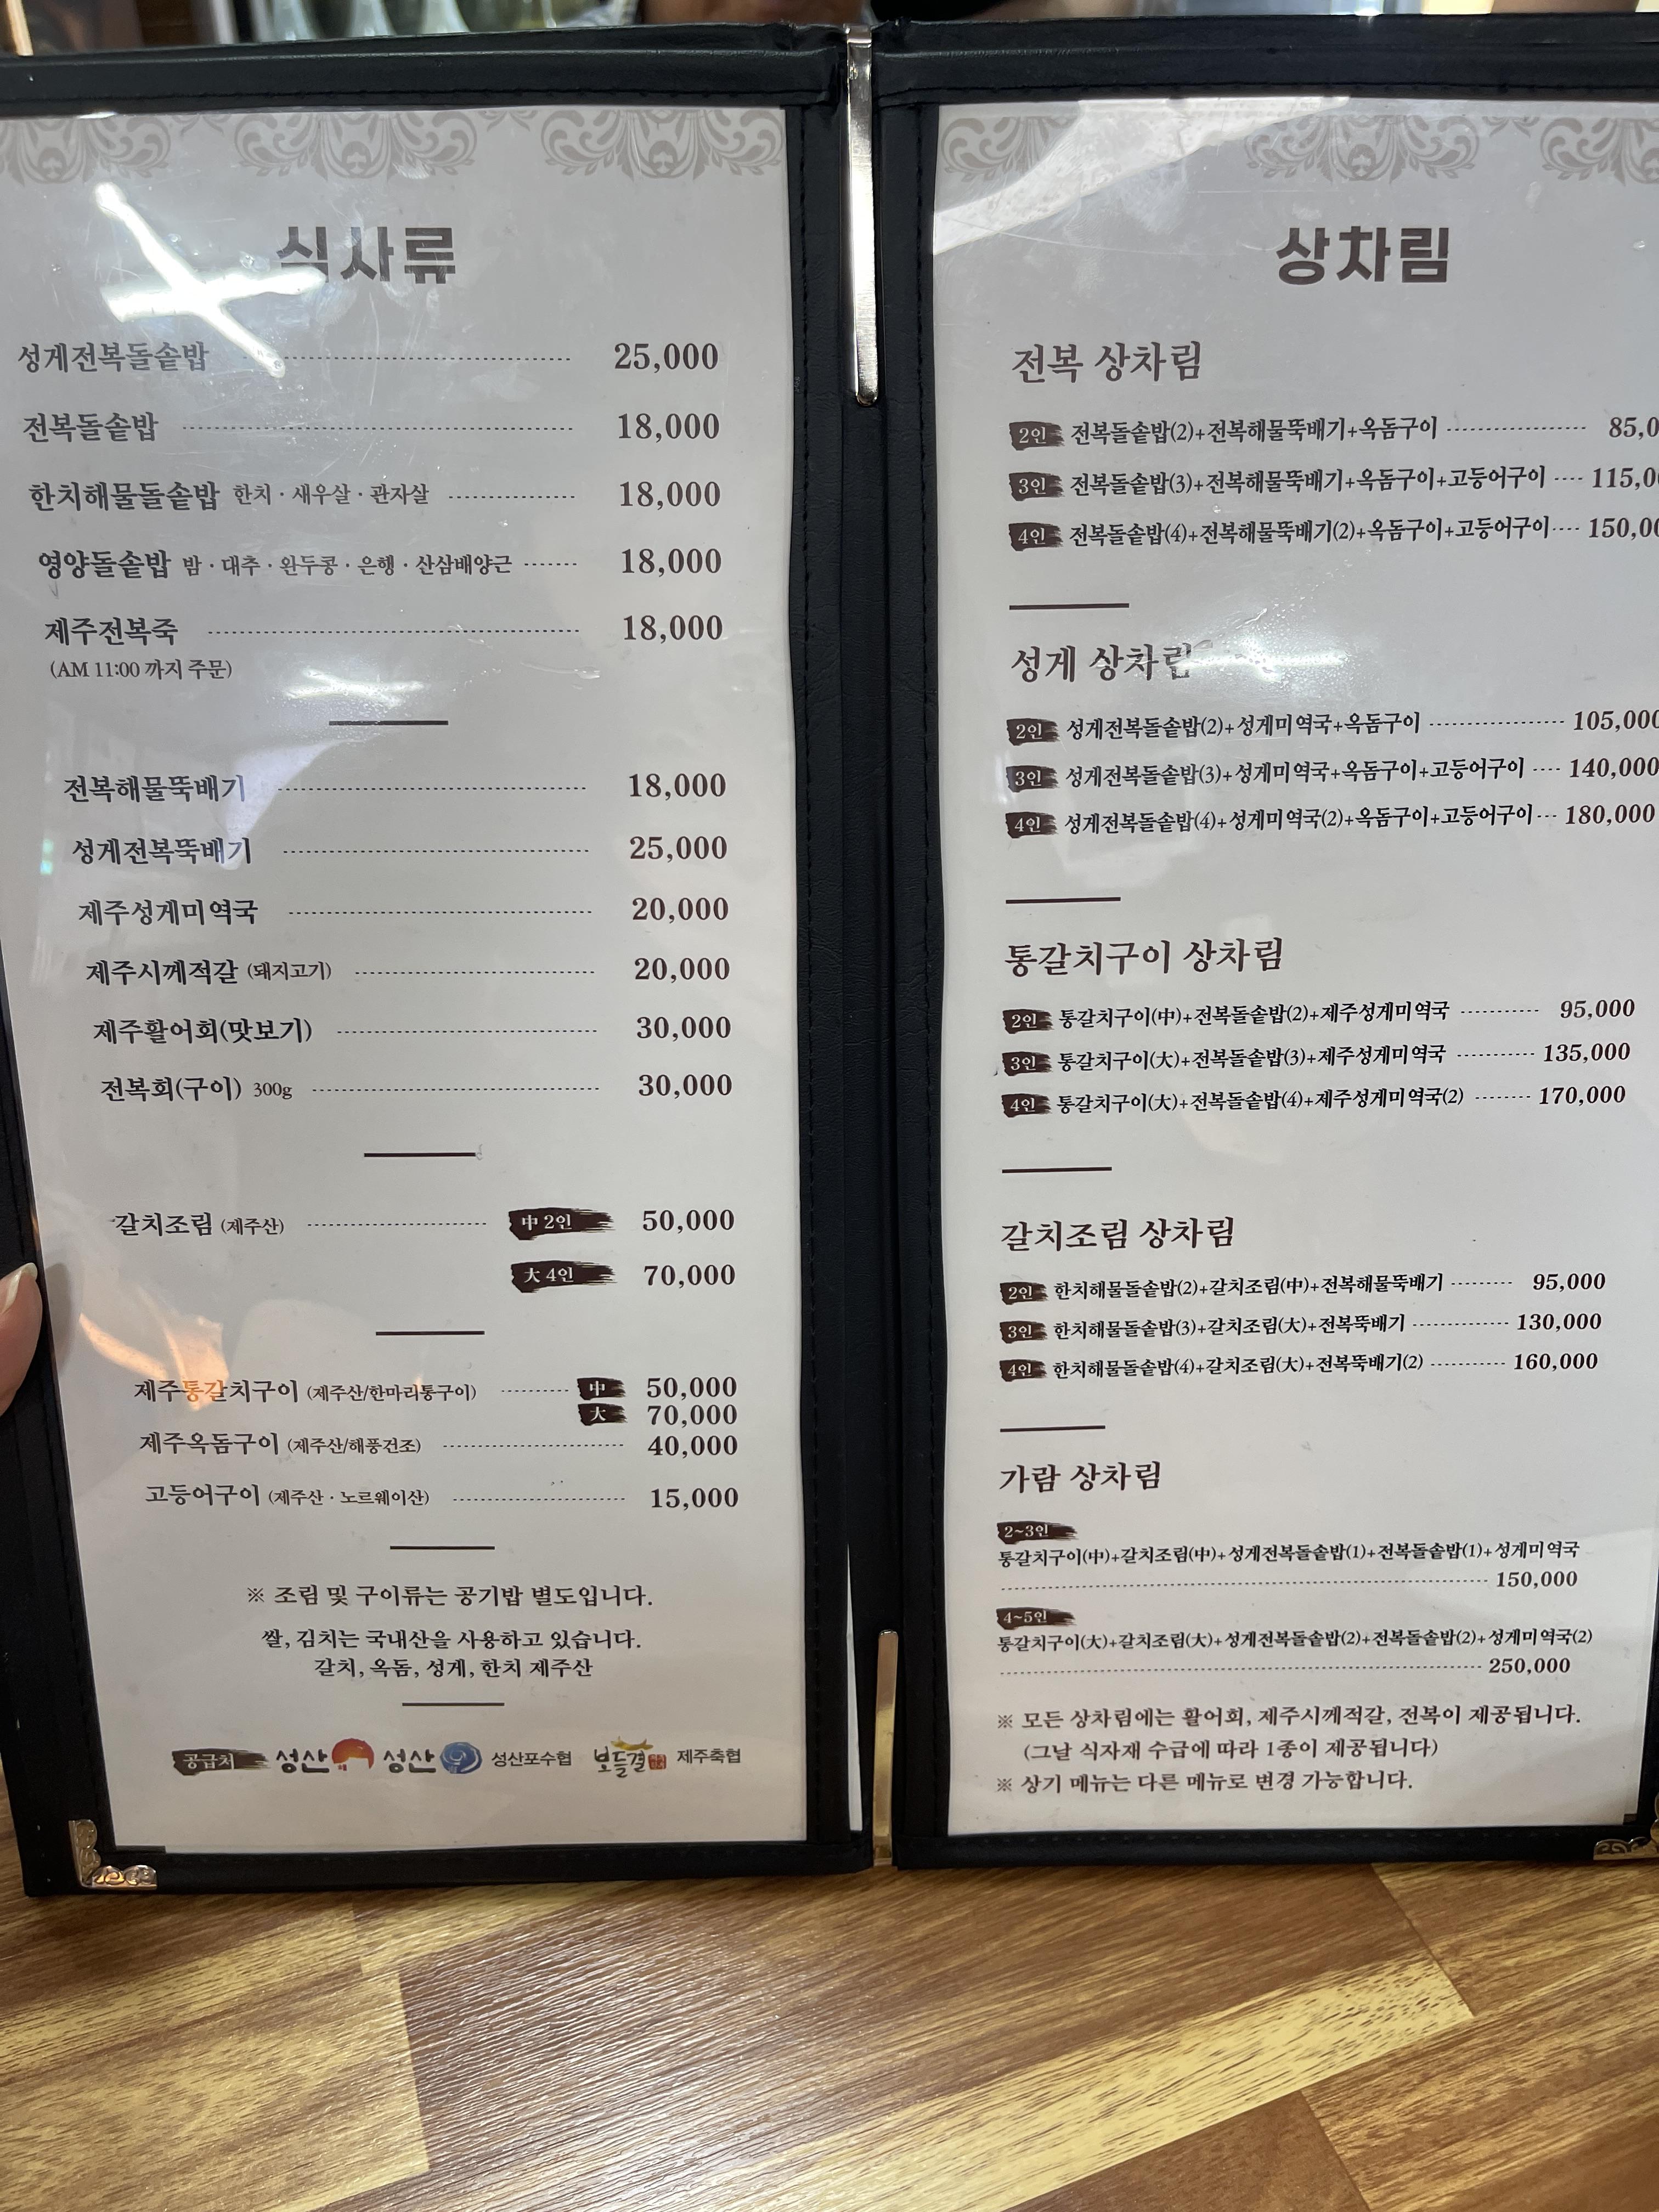 식사류
성게전복돌솥밥 25,000
전복돌솥밥 18,000
한치해물돌솥밥 한치 · 새우살 · 관자살 18,000
영양돌솥밥 밤 · 대추 · 완두콩 · 은행 · 산삼배양근 18,000
제주전복죽 18,000
(AM 11:00 까지 주문)
전복해물뚝배기 18,000
성게전복뚝배기 25,000
제주성게미역국 20,000
제주시께적갈 (돼지고기) 20,000
제주활어회(맛보기) 30,000
전복회(구이) 300g 30,000
갈치조림 (제주산) 中 2인 50,000
大 4인 70,000
제주통갈치구이 (제주산/한마리통구이) 中 50,000
大 70,000
제주옥돔구이 (제주산/해풍건조) 40,000
고등어구이 (제주산 · 노르웨이산) 15,000
※ 조림 및 구이류는 공기밥 별도입니다.
쌀, 김치는 국내산을 사용하고 있습니다.
갈치, 옥돔, 성게, 한치 제주산
공급처 성산 성산 성산포수협 보들결 제주축협
상차림
전복 상차림
2인 전복돌솥밥(2)+전복해물뚝배기+옥돔구이 85,0
3인 전복돌솥밥(3)+전복해물뚝배기+옥돔구이+고등어구이 115,00
4인 전복돌솥밥(4)+전복해물뚝배기(2)+옥돔구이+고등어구이 150,00
성게 상차림
2인 성게전복돌솥밥(2)+성게미역국+옥돔구이 105,000
3인 성게전복돌솥밥(3)+성게미역국+옥돔구이+고등어구이 140,000
4인 성게전복돌솥밥(4)+성게미역국(2)+옥돔구이+고등어구이 180,000
통갈치구이 상차림
2인 통갈치구이(中)+전복돌솥밥(2)+제주성게미역국 95,000
3인 통갈치구이(大)+전복돌솥밥(3)+제주성게미역국 135,000
4인 통갈치구이(大)+전복돌솥밥(4)+제주성게미역국(2) 170,000
갈치조림 상차림
2인 한치해물돌솥밥(2)+갈치조림(中)+전복해물뚝배기 95,000
3인 한치해물돌솥밥(3)+갈치조림(大)+전복뚝배기 130,000
4인 한치해물돌솥밥(4)+갈치조림(大)+전복뚝배기(2) 160,000
가람 상차림
2~3인
통갈치구이(中)+갈치조림(中)+성게전복돌솥밥(1)+전복돌솥밥(1)+성게미역국
150,000
4~5인
통갈치구이(大)+갈치조림(大)+성게전복돌솥밥(2)+전복돌솥밥(2)+성게미역국(2)
250,000
※ 모든 상차림에는 활어회, 제주시께적갈, 전복이 제공됩니다.
(그날 식자재 수급에 따라 1종이 제공됩니다)
※ 상기 메뉴는 다른 메뉴로 변경 가능합니다.